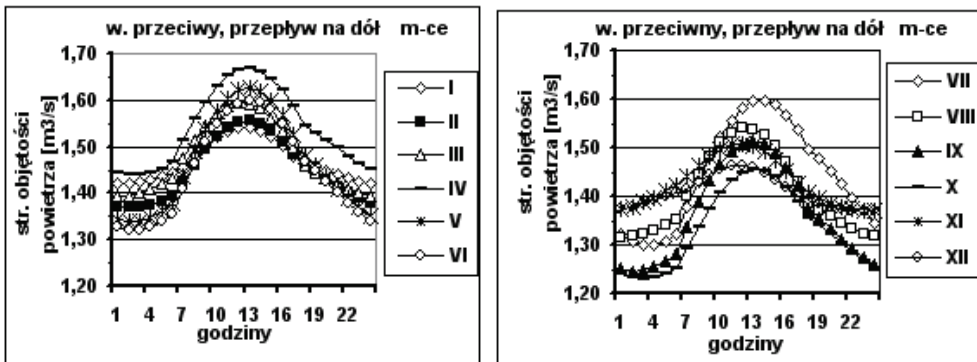 w. przeciwy, przepływ na dół m-ce
str. objętości
powietrza [m3/s]
1,70
1,60
1,50
1,40
1,30
1,20
1 4 7 10 13 16 19 22
godziny
I
II
III
IV
V
VI
w. przeciwny, przepływ na dół m-ce
str. objętości
powietrza [m3/s]
1,70
1,60
1,50
1,40
1,30
1,20
1 4 7 10 13 16 19 22
godziny
VII
VIII
IX
X
XI
XII